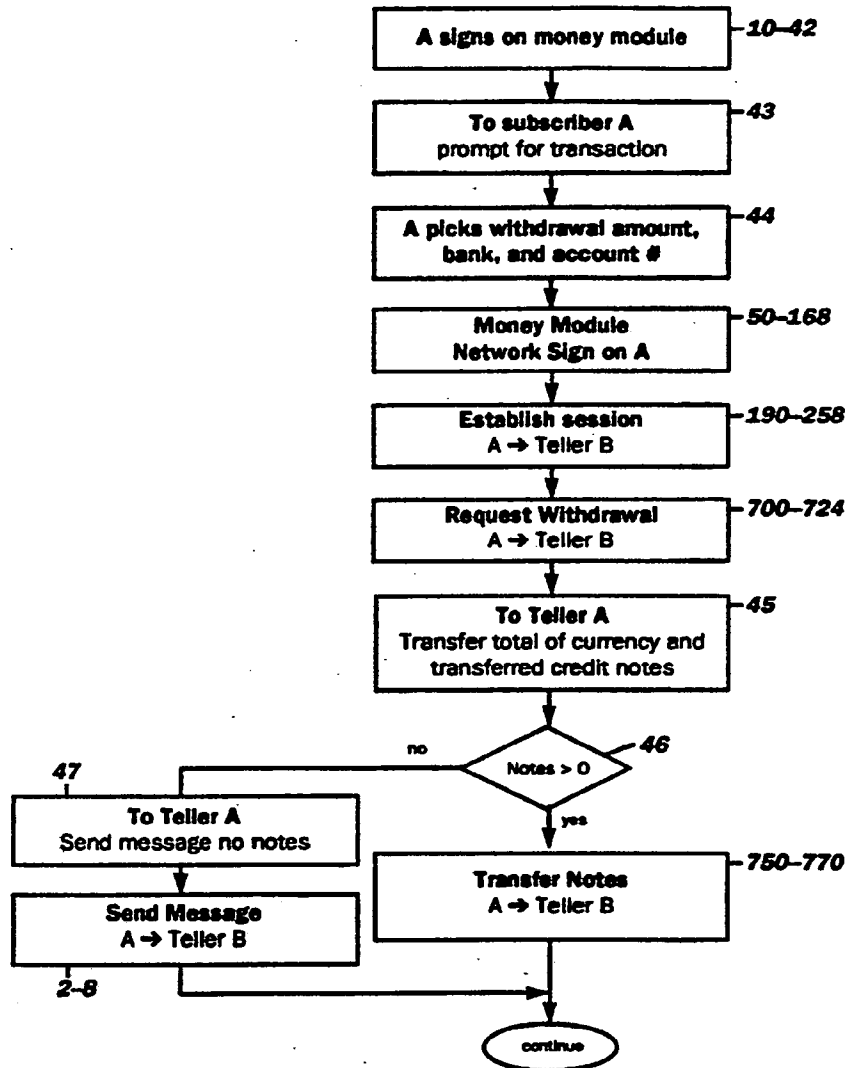 A signs on money module
10–42
To subscriber A
prompt for transaction
43
A picks withdrawal amount,
bank, and account #
44
Money Module
Network Sign on A
50–168
Establish session
A → Teller B
190–258
Request Withdrawal
A → Teller B
700–724
To Teller A
Transfer total of currency and
transferred credit notes
45
Notes > 0
46
no
yes
47
To Teller A
Send message no notes
Send Message
A → Teller B
2–8
Transfer Notes
A → Teller B
750–770
continue